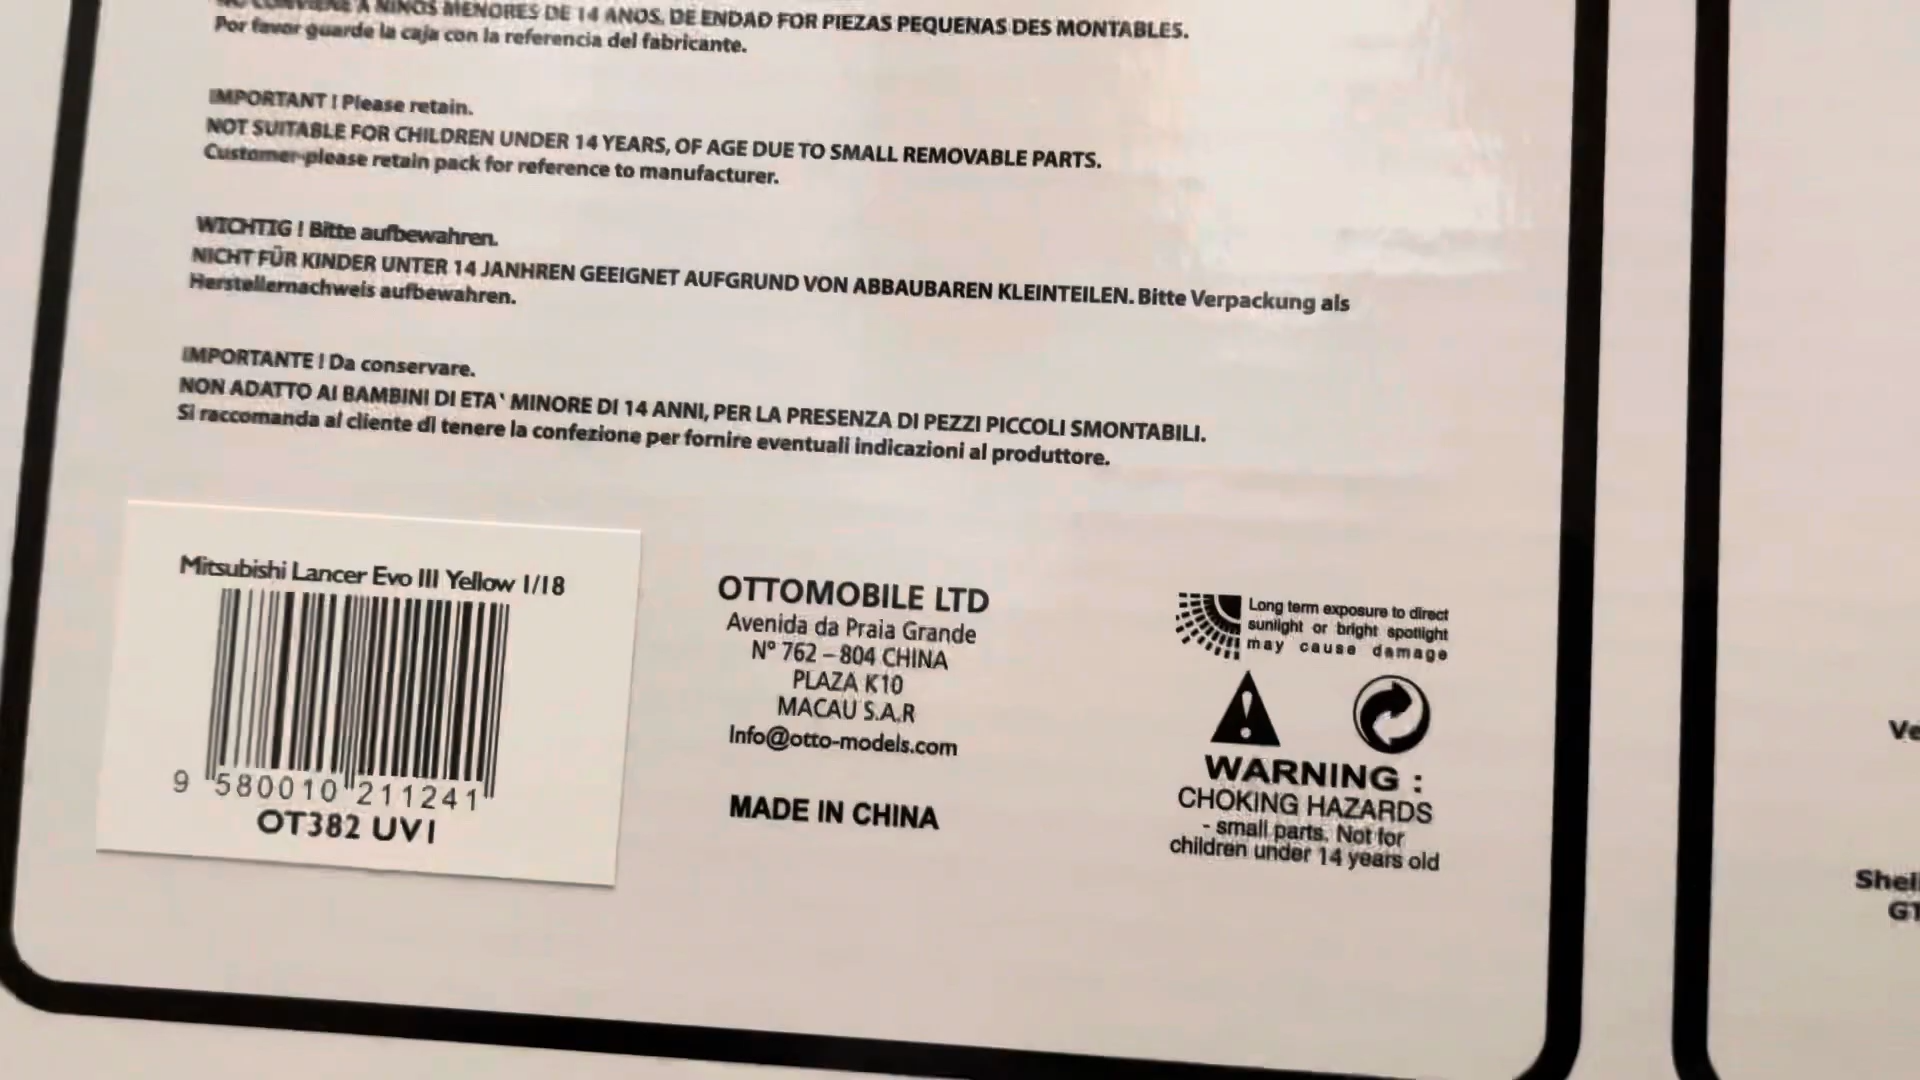 NO CONVIENE A NINOS MENORES DE 14 ANOS. DE ENDAD FOR PIEZAS PEQUENAS DES MONTABLES.
Por favor guarde la caja con la referencia del fabricante.
IMPORTANT ! Please retain.
NOT SUITABLE FOR CHILDREN UNDER 14 YEARS, OF AGE DUE TO SMALL REMOVABLE PARTS.
Customer-please retain pack for reference to manufacturer.
WICHTIG ! Bitte aufbewahren.
NICHT FÜR KINDER UNTER 14 JANHREN GEEIGNET AUFGRUND VON ABBAUBAREN KLEINTEILEN. Bitte Verpackung als
Herstellernachweis aufbewahren.
IMPORTANTE ! Da conservare.
NON ADATTO AI BAMBINI DI ETA` MINORE DI 14 ANNI, PER LA PRESENZA DI PEZZI PICCOLI SMONTABILI.
Si raccomanda al cliente di tenere la confezione per fornire eventuali indicazioni al produttore.
Mitsubishi Lancer Evo III Yellow 1/18
9 580010 211241
OT382 UV1
OTTOMOBILE LTD
Avenida da Praia Grande
N° 762 – 804 CHINA
PLAZA K10
MACAU S.A.R
Info@otto-models.com
MADE IN CHINA
Long term exposure to direct
sunlight or bright spotlight
may cause damage
WARNING :
CHOKING HAZARDS
- small parts. Not for
children under 14 years old